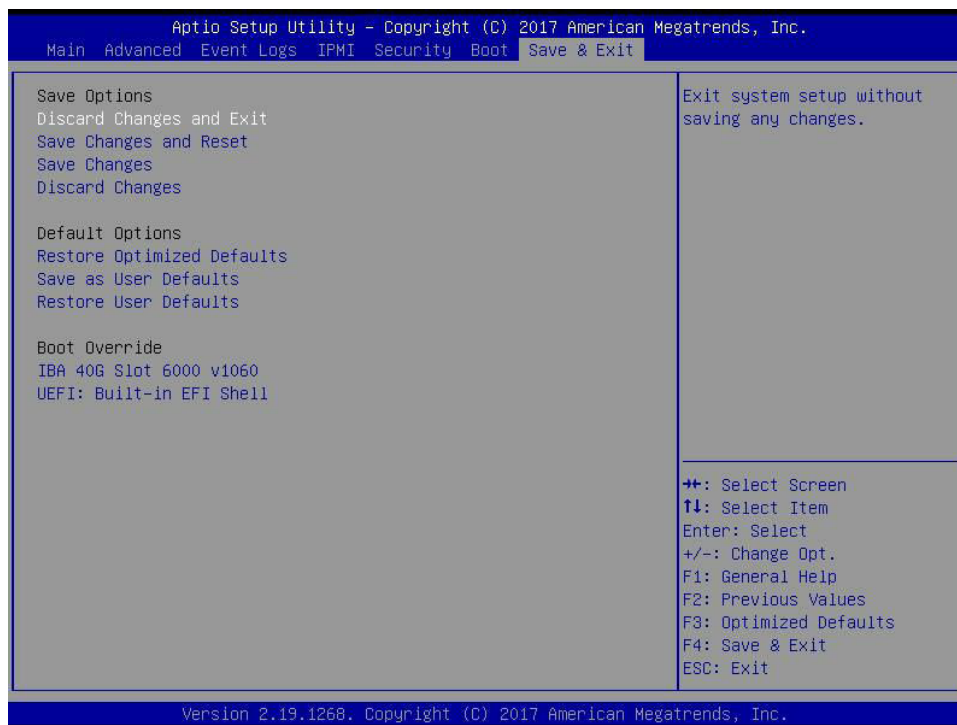 Aptio Setup Utility – Copyright (C) 2017 American Megatrends, Inc.
Main Advanced Event Logs IPMI Security Boot Save & Exit
Save Options
Discard Changes and Exit
Save Changes and Reset
Save Changes
Discard Changes
Default Options
Restore Optimized Defaults
Save as User Defaults
Restore User Defaults
Boot Override
IBA 40G Slot 6000 v1060
UEFI: Built-in EFI Shell
Exit system setup without
saving any changes.
→←: Select Screen
↑↓: Select Item
Enter: Select
+/-: Change Opt.
F1: General Help
F2: Previous Values
F3: Optimized Defaults
F4: Save & Exit
ESC: Exit
Version 2.19.1268. Copyright (C) 2017 American Megatrends, Inc.